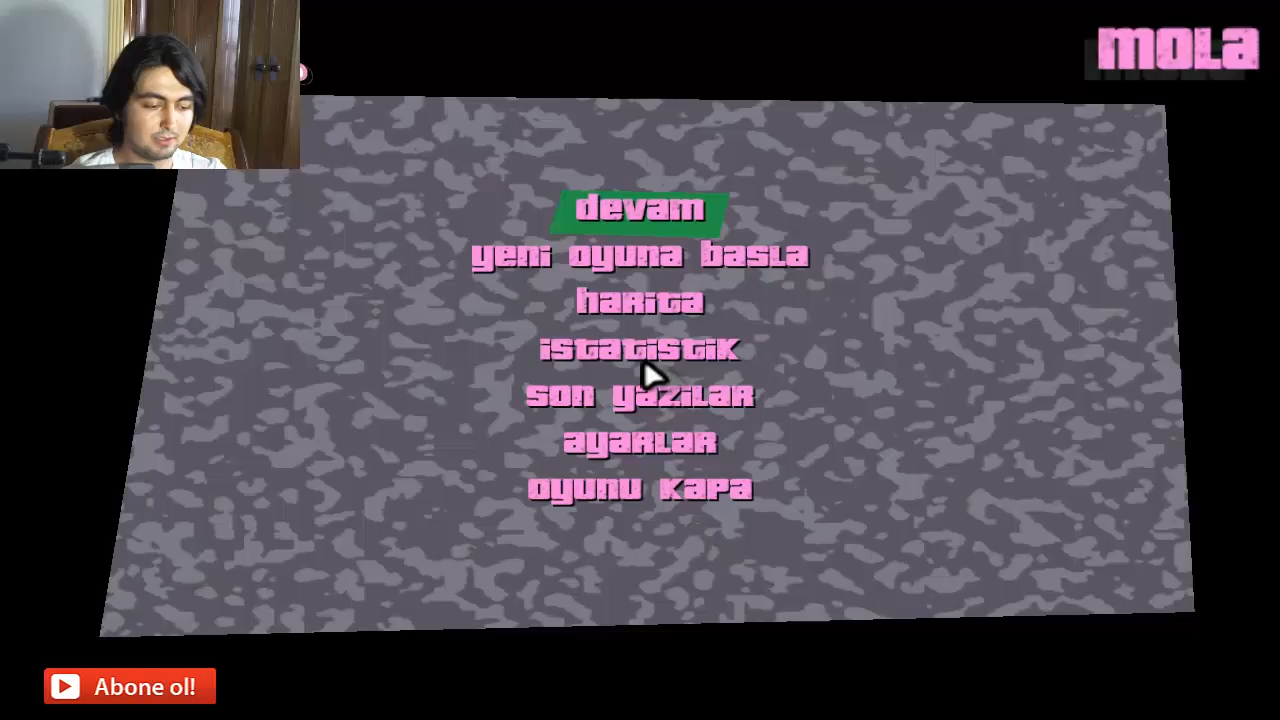 mola
devam
yeni oyuna basla
harita
istatistik
son yazilar
ayarlar
oyunu kapa
Abone ol!